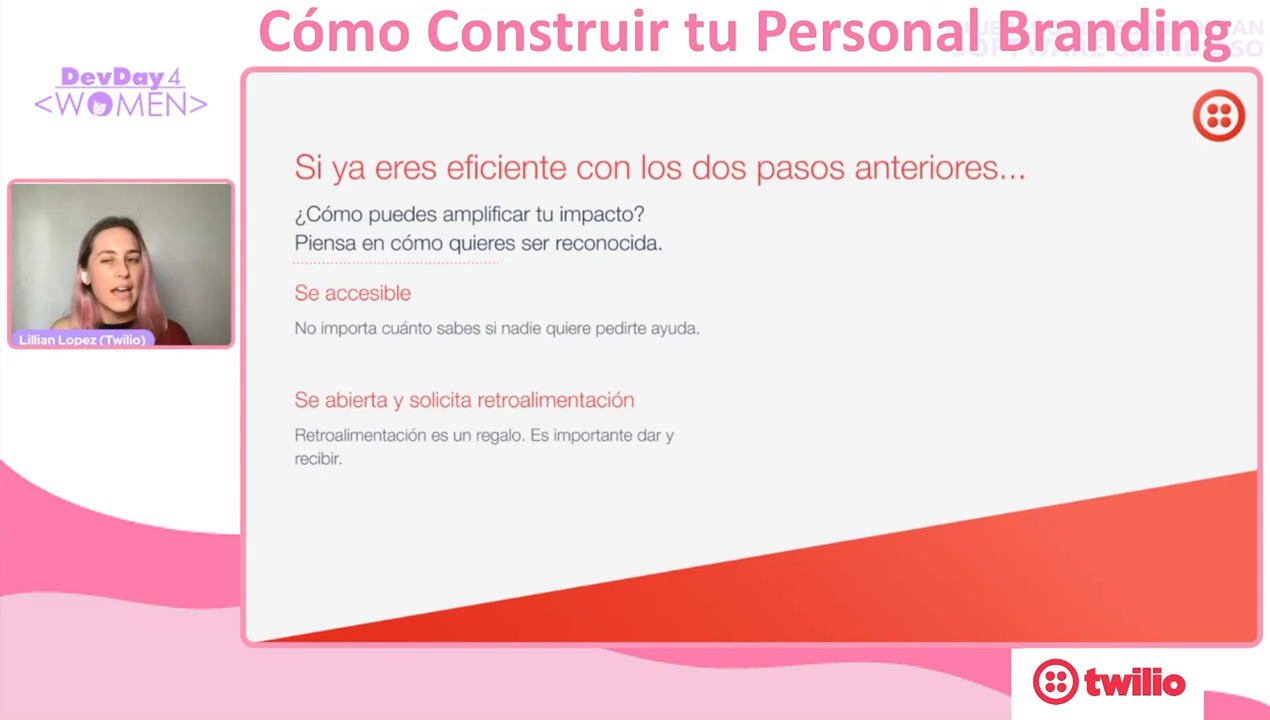 Cómo Construir tu Personal Branding
DevDay 4
<WOMEN>
Si ya eres eficiente con los dos pasos anteriores...
¿Cómo puedes amplificar tu impacto?
Piensa en cómo quieres ser reconocida.
Se accesible
No importa cuánto sabes si nadie quiere pedirte ayuda.
Se abierta y solicita retroalimentación
Retroalimentación es un regalo. Es importante dar y
recibir.
Lillian Lopez (Twilio)
twilio